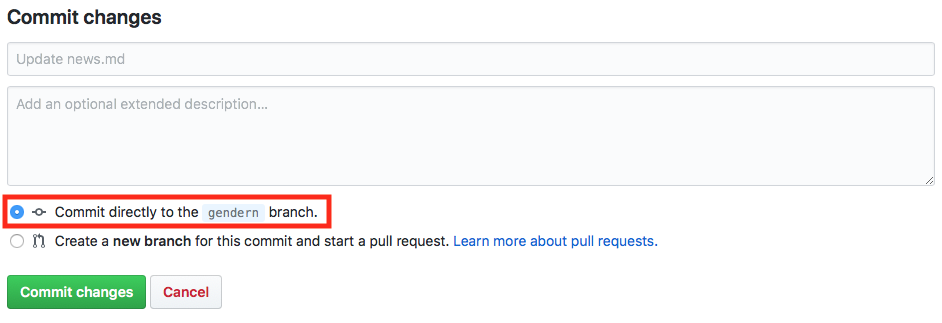 Commit changes
Update news.md
Add an optional extended description...
Commit directly to the gendern branch.
Create a new branch for this commit and start a pull request. Learn more about pull requests.
Commit changes Cancel